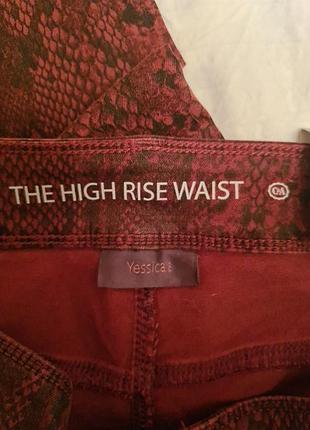 THE HIGH RISE WAIST C&A
Yessica